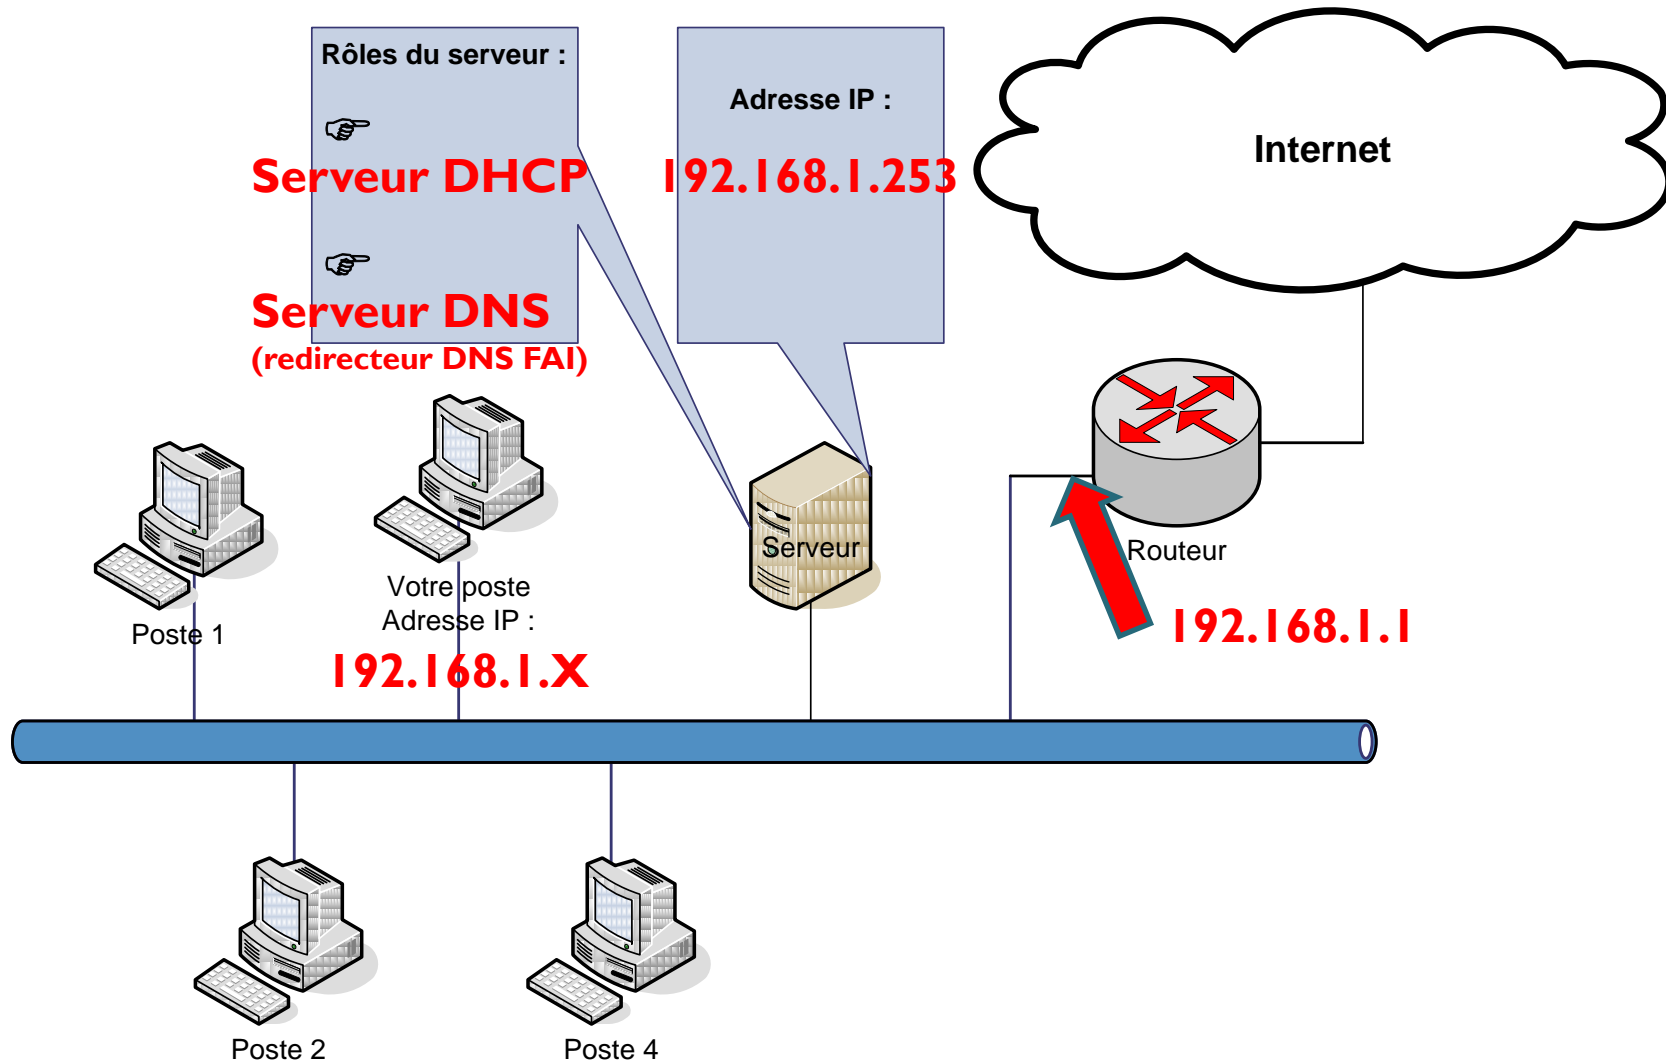 Rôles du serveur :
☞
Serveur DHCP
☞
Serveur DNS
(redirecteur DNS FAI)
Adresse IP :
192.168.1.253
Internet
Serveur
Routeur
192.168.1.1
Poste 1
Votre poste
Adresse IP :
192.168.1.X
Poste 2
Poste 4